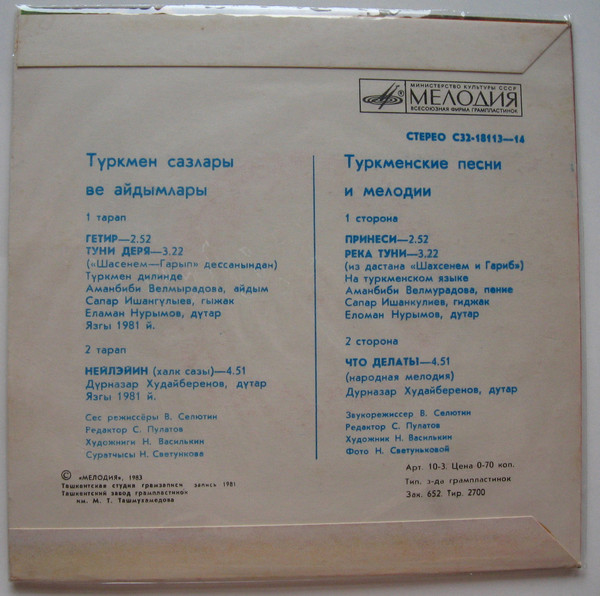 МИНИСТЕРСТВО КУЛЬТУРЫ СССР
МЕЛОДИЯ
ВСЕСОЮЗНАЯ ФИРМА ГРАМПЛАСТИНОК
СТЕРЕО С32-18113—14
Түркмен сазлары
ве айдымлары
1 тарап
ГЕТИР—2.52
ТУНИ ДЕРЯ—3.22
(«Шасенем—Гарып» дессанындан)
Түркмен дилинде
Аманбиби Велмырадова, айдым
Сапар Ишангулыев, гыжак
Еламан Нурымов, дутар
Язгы 1981 й.
2 тарап
НЕЙЛЭЙИН (халк сазы)—4.51
Дурназар Худайберенов, дутар
Язгы 1981 й.
Сес режиссёры В. Селютин
Редактор С. Пулатов
Художниги Н. Василькин
Суратчысы Н. Светункова
Туркменские песни
и мелодии
1 сторона
ПРИНЕСИ—2.52
РЕКА ТУНИ—3.22
(из дастана «Шахсенем и Гариб»)
На туркменском языке
Аманбиби Велмурадова, пение
Сапар Ишанкулиев, гиджак
Еломан Нурымов, дутар
2 сторона
ЧТО ДЕЛАТЬ!—4.51
(народная мелодия)
Дурназар Худайберенов, дутар
Звукорежиссер В. Селютин
Редактор С. Пулатов
Художник Н. Василькин
Фото Н. Светуньковой
© «МЕЛОДИЯ», 1983
Ташкентская студия грамзаписи запись 1981
Ташкентский завод грампластинок
им. М. Т. Ташмухамедова
Арт. 10-3. Цена 0-70 коп.
Тип. з-да грампластинок
Зак. 652. Тир. 2700